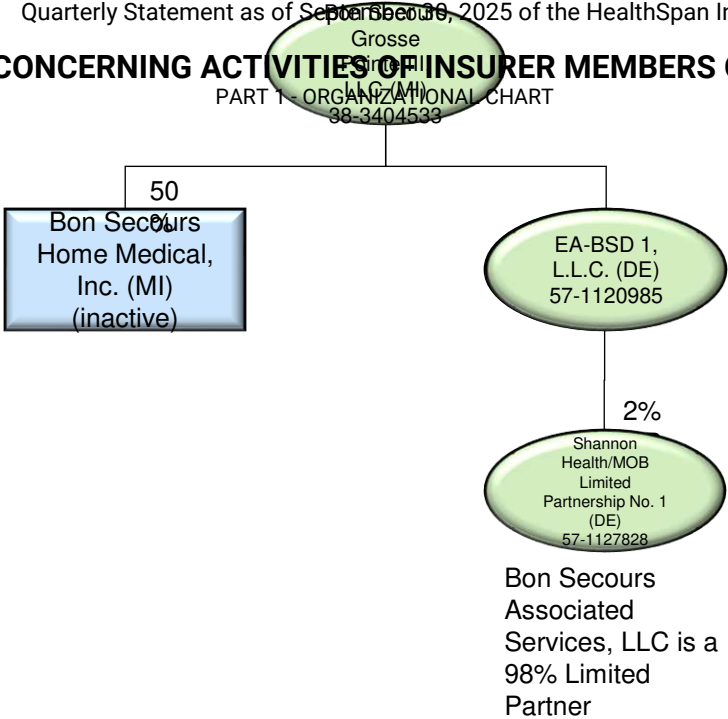 Quarterly Statement as of September 30, 2025 of the HealthSpan In
Bon Secours
Grosse
Pointe III,
LLC (MI)
38-3404533
CONCERNING ACTIVITIES OF INSURER MEMBERS
PART 1 - ORGANIZATIONAL CHART
50
%
Bon Secours
Home Medical,
Inc. (MI)
(inactive)
EA-BSD 1,
L.L.C. (DE)
57-1120985
2%
Shannon
Health/MOB
Limited
Partnership No. 1
(DE)
57-1127828
Bon Secours
Associated
Services, LLC is a
98% Limited
Partner